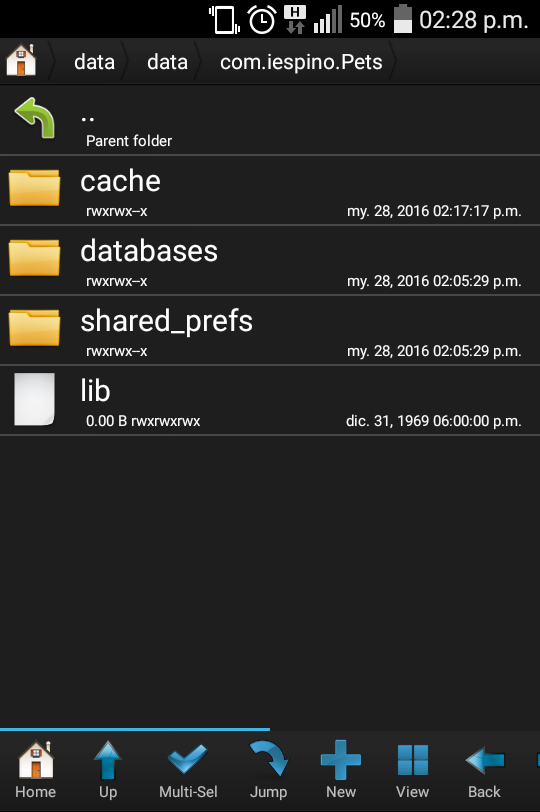 H 50% 02:28 p.m.
data data com.iespino.Pets
..
Parent folder
cache
rwxrwx--x my. 28, 2016 02:17:17 p.m.
databases
rwxrwx--x my. 28, 2016 02:05:29 p.m.
shared_prefs
rwxrwx--x my. 28, 2016 02:05:29 p.m.
lib
0.00 B rwxrwxrwx dic. 31, 1969 06:00:00 p.m.
Home Up Multi-Sel Jump New View Back